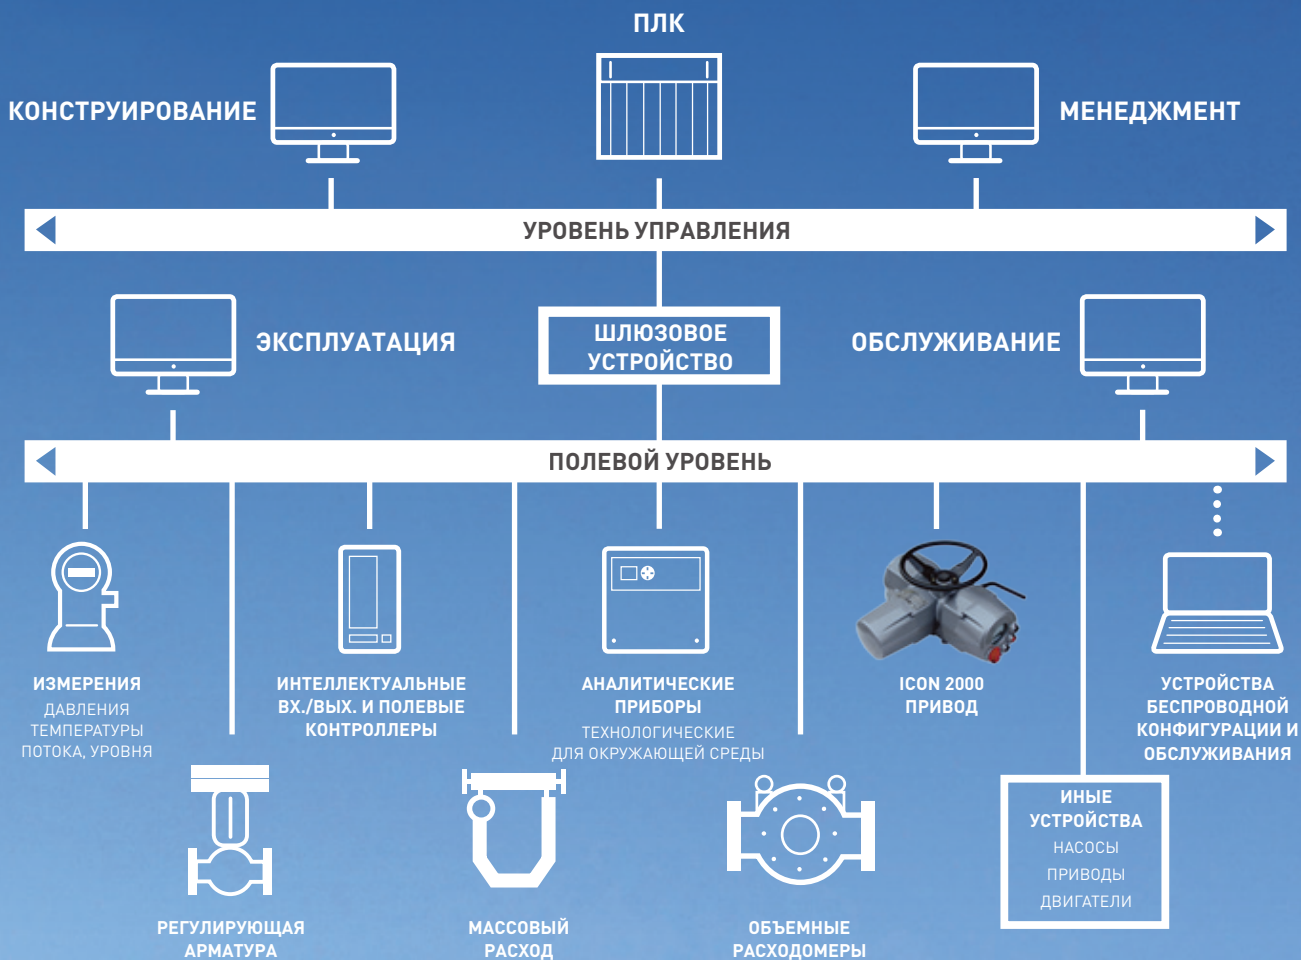 ПЛК
КОНСТРУИРОВАНИЕ
МЕНЕДЖМЕНТ
УРОВЕНЬ УПРАВЛЕНИЯ
ЭКСПЛУАТАЦИЯ
ШЛЮЗОВОЕ
УСТРОЙСТВО
ОБСЛУЖИВАНИЕ
ПОЛЕВОЙ УРОВЕНЬ
ИЗМЕРЕНИЯ
ДАВЛЕНИЯ
ТЕМПЕРАТУРЫ
ПОТОКА, УРОВНЯ
ИНТЕЛЛЕКТУАЛЬНЫЕ
ВХ./ВЫХ. И ПОЛЕВЫЕ
КОНТРОЛЛЕРЫ
АНАЛИТИЧЕСКИЕ
ПРИБОРЫ
ТЕХНОЛОГИЧЕСКИЕ
ДЛЯ ОКРУЖАЮЩЕЙ СРЕДЫ
ICON 2000
ПРИВОД
УСТРОЙСТВА
БЕСПРОВОДНОЙ
КОНФИГУРАЦИИ И
ОБСЛУЖИВАНИЯ
РЕГУЛИРУЮЩАЯ
АРМАТУРА
МАССОВЫЙ
РАСХОД
ОБЪЕМНЫЕ
РАСХОДОМЕРЫ
ИНЫЕ
УСТРОЙСТВА
НАСОСЫ
ПРИВОДЫ
ДВИГАТЕЛИ